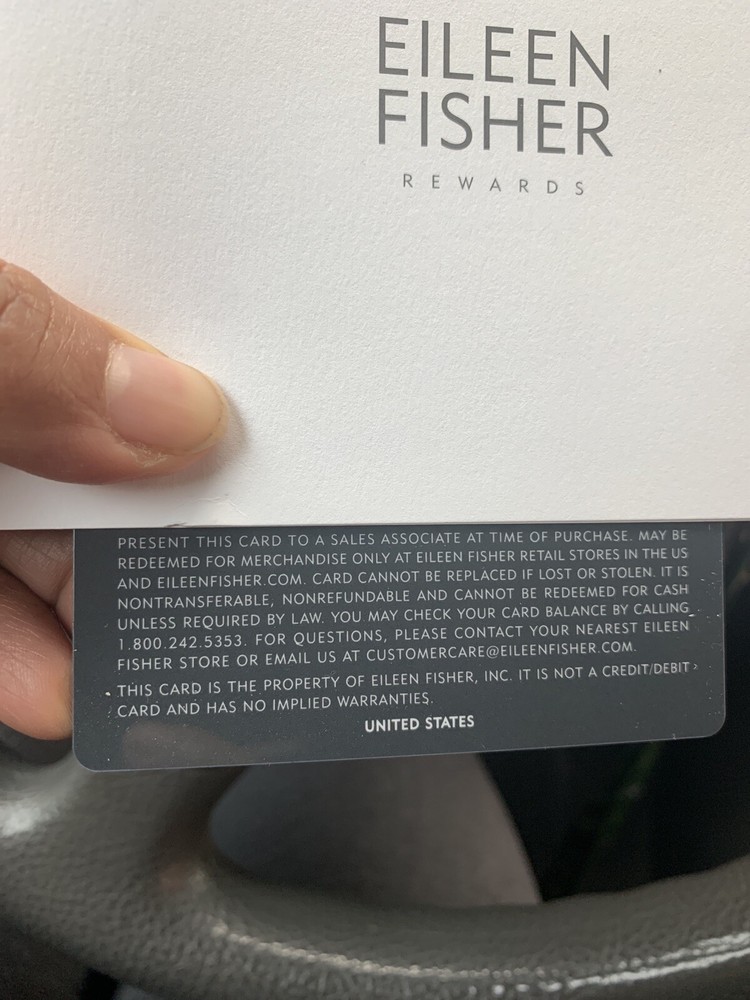 EILEEN
FISHER
REWARDS
PRESENT THIS CARD TO A SALES ASSOCIATE AT TIME OF PURCHASE. MAY BE
REDEEMED FOR MERCHANDISE ONLY AT EILEEN FISHER RETAIL STORES IN THE US
AND EILEENFISHER.COM. CARD CANNOT BE REPLACED IF LOST OR STOLEN. IT IS
NONTRANSFERABLE, NONREFUNDABLE AND CANNOT BE REDEEMED FOR CASH
UNLESS REQUIRED BY LAW. YOU MAY CHECK YOUR CARD BALANCE BY CALLING
1.800.242.5353. FOR QUESTIONS, PLEASE CONTACT YOUR NEAREST EILEEN
FISHER STORE OR EMAIL US AT CUSTOMERCARE@EILEENFISHER.COM.
THIS CARD IS THE PROPERTY OF EILEEN FISHER, INC. IT IS NOT A CREDIT/DEBIT
CARD AND HAS NO IMPLIED WARRANTIES.
UNITED STATES